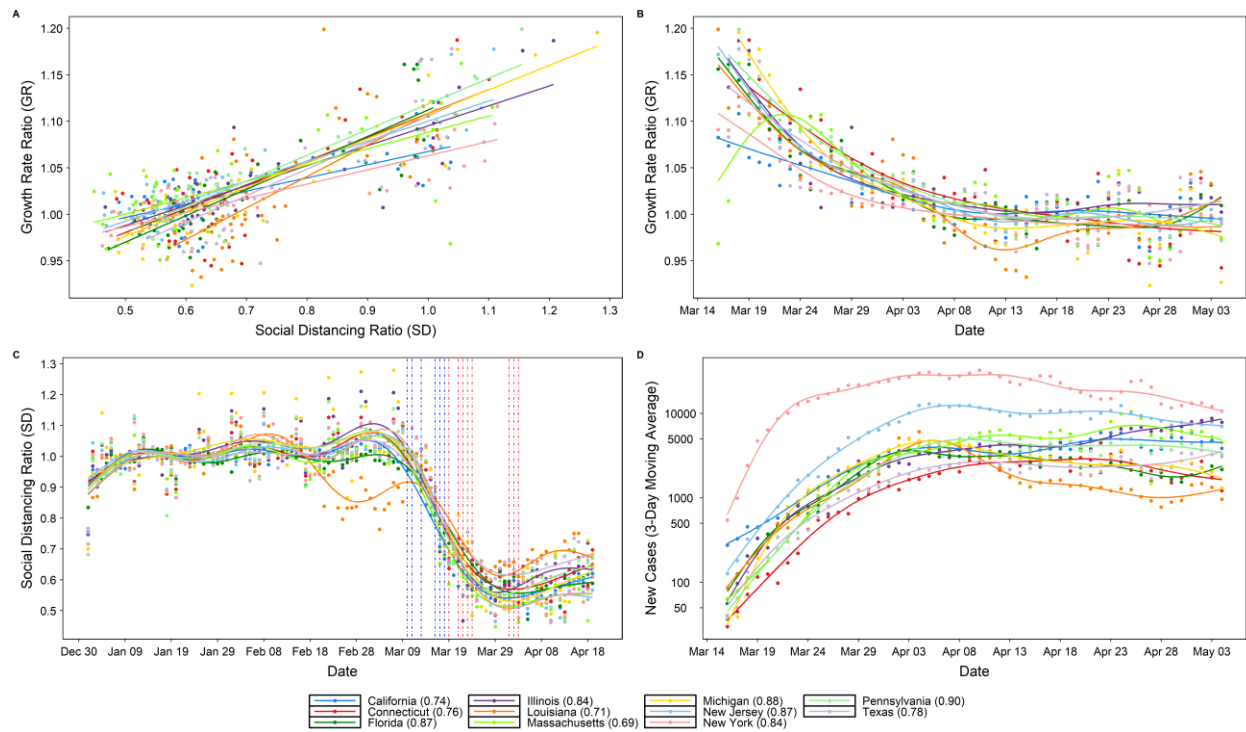 A
1.20
1.15
1.10
1.05
1.00
0.95
Growth Rate Ratio (GR)
0.5 0.6 0.7 0.8 0.9 1.0 1.1 1.2 1.3
Social Distancing Ratio (SD)
B
1.20
1.15
1.10
1.05
1.00
0.95
Growth Rate Ratio (GR)
Mar 14 Mar 19 Mar 24 Mar 29 Apr 03 Apr 08 Apr 13 Apr 18 Apr 23 Apr 28 May 03
Date
C
1.3
1.2
1.1
1.0
0.9
0.8
0.7
0.6
0.5
Social Distancing Ratio (SD)
Dec 30 Jan 09 Jan 19 Jan 29 Feb 08 Feb 18 Feb 28 Mar 09 Mar 19 Mar 29 Apr 08 Apr 18
Date
D
10000
5000
1000
500
100
50
New Cases (3-Day Moving Average)
Mar 14 Mar 19 Mar 24 Mar 29 Apr 03 Apr 08 Apr 13 Apr 18 Apr 23 Apr 28 May 03
Date
California (0.74) Illinois (0.84) Michigan (0.88) Pennsylvania (0.90)
Connecticut (0.76) Louisiana (0.71) New Jersey (0.87) Texas (0.78)
Florida (0.87) Massachusetts (0.69) New York (0.84)